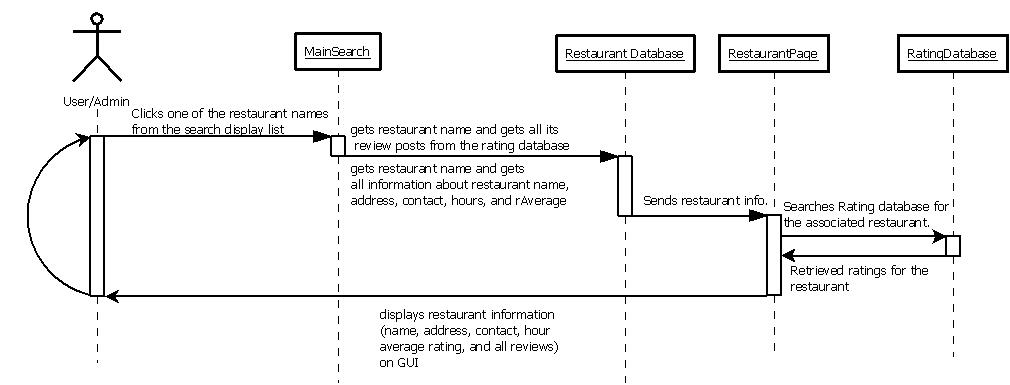 MainSearch
Restaurant Database
RestaurantPage
RatingDatabase
User/Admin
Clicks one of the restaurant names
from the search display list
gets restaurant name and gets all its
review posts from the rating database
gets restaurant name and gets
all information about restaurant name,
address, contact, hours, and rAverage
Sends restaurant info.
Searches Rating database for
the associated restaurant.
Retrieved ratings for the
restaurant
displays restaurant information
(name, address, contact, hour
average rating, and all reviews)
on GUI